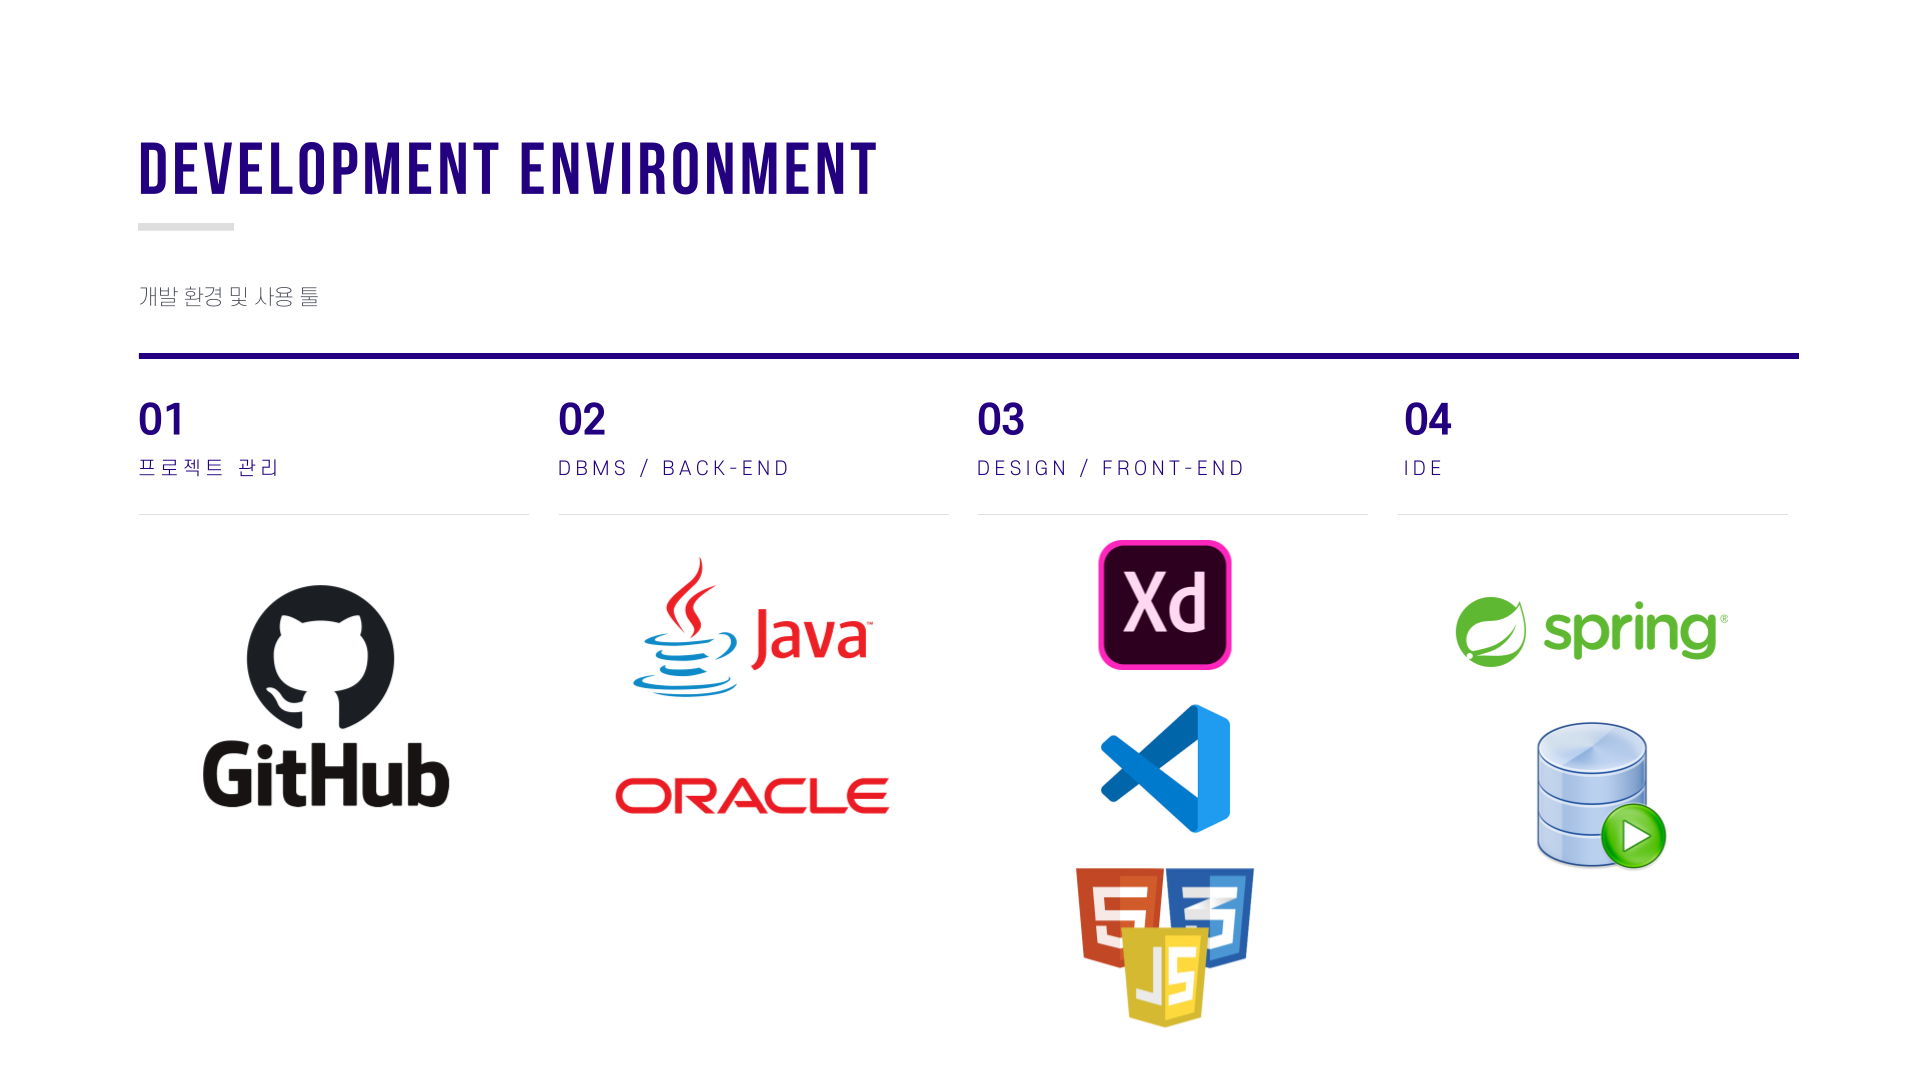 DEVELOPMENT ENVIRONMENT
개발 환경 및 사용 툴
01
프로젝트 관리
GitHub
02
DBMS / BACK-END
Java™
ORACLE
03
DESIGN / FRONT-END
Xd
5
3
JS
04
IDE
spring®